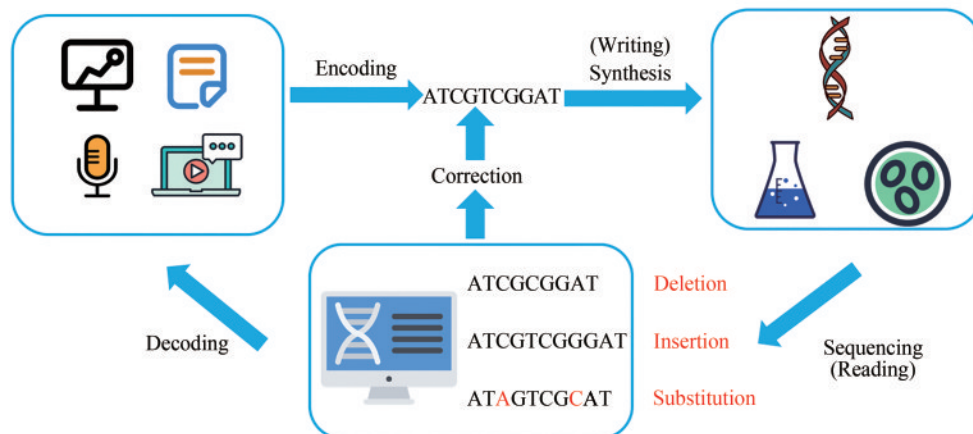 Encoding
ATCGTCGGAT
(Writing)
Synthesis
Correction
ATCGCGGAT
Deletion
ATCGTCGGGAT
Insertion
ATAGTCGCAT
Substitution
Decoding
Sequencing
(Reading)